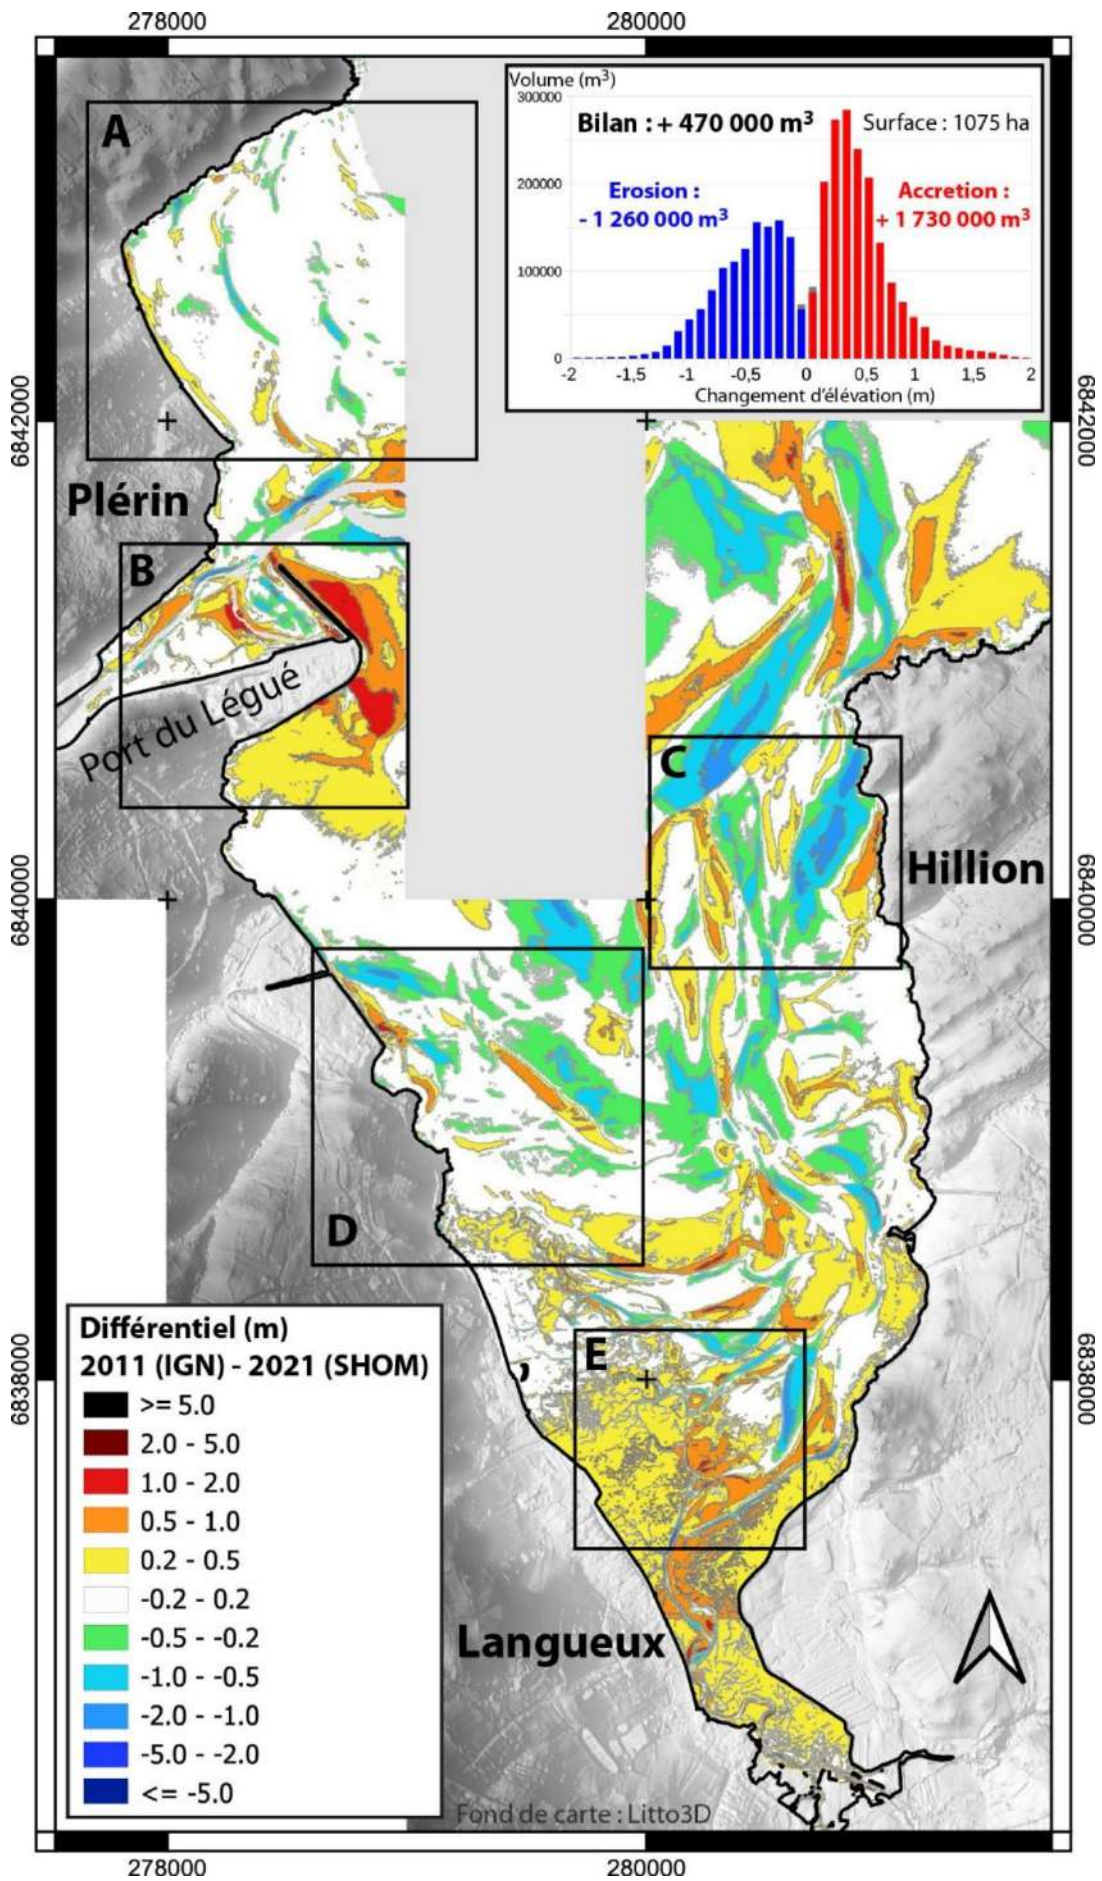 278000
280000
A
Volume (m³)
300000
Bilan : + 470 000 m³
Surface : 1075 ha
200000
Erosion :
- 1 260 000 m³
Accretion :
+ 1 730 000 m³
100000
0
-2
-1,5
-1
-0,5
0
0,5
1
1,5
2
Changement d'élévation (m)
6842000
6842000
Plérin
B
Port du Légué
C
Hillion
6840000
6840000
D
Différentiel (m)
2011 (IGN) - 2021 (SHOM)
>= 5.0
2.0 - 5.0
1.0 - 2.0
0.5 - 1.0
0.2 - 0.5
-0.2 - 0.2
-0.5 - -0.2
-1.0 - -0.5
-2.0 - -1.0
-5.0 - -2.0
<= -5.0
E
6838000
6838000
Langueux
Fond de carte : Litto3D
278000
280000